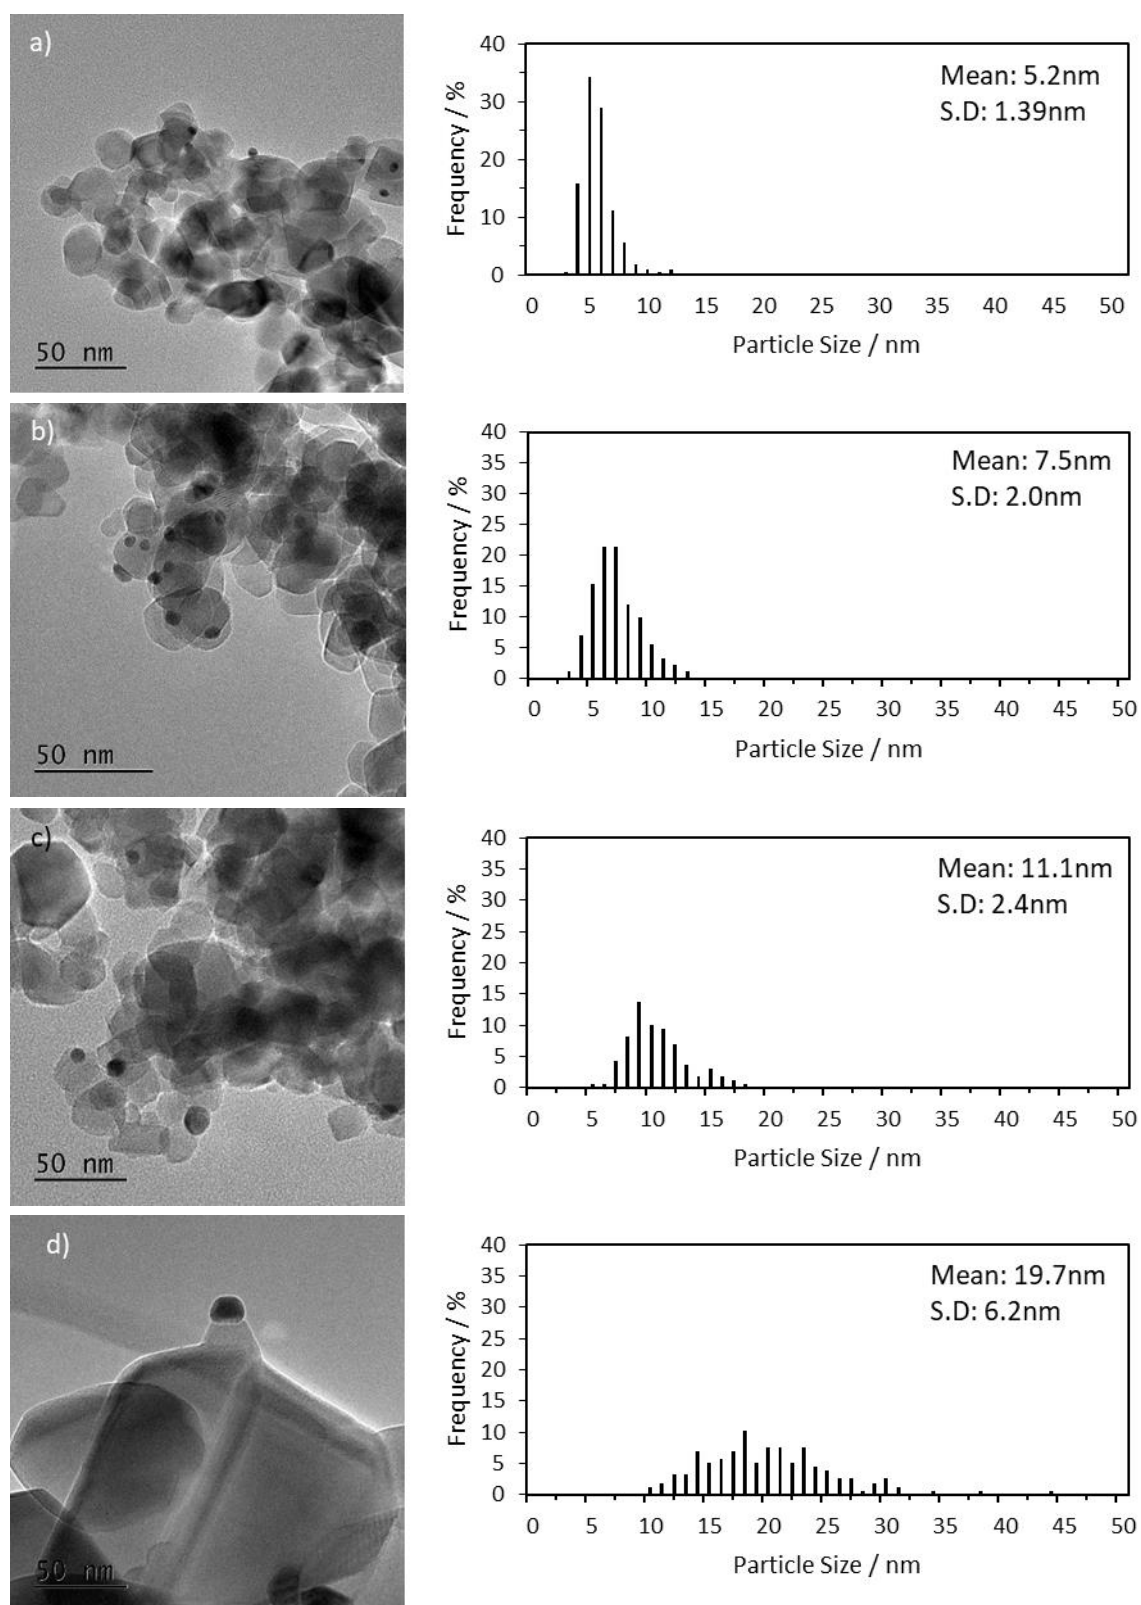 a)
50 nm
40
30
20
10
0
Frequency / %
Mean: 5.2nm
S.D: 1.39nm
0 5 10 15 20 25 30 35 40 45 50
Particle Size / nm
b)
50 nm
40
35
30
25
20
15
10
5
0
Frequency / %
Mean: 7.5nm
S.D: 2.0nm
0 5 10 15 20 25 30 35 40 45 50
Particle Size / nm
c)
50 nm
40
35
30
25
20
15
10
5
0
Frequency / %
Mean: 11.1nm
S.D: 2.4nm
0 5 10 15 20 25 30 35 40 45 50
Particle Size / nm
d)
50 nm
40
35
30
25
20
15
10
5
0
Frequency / %
Mean: 19.7nm
S.D: 6.2nm
0 5 10 15 20 25 30 35 40 45 50
Particle Size / nm